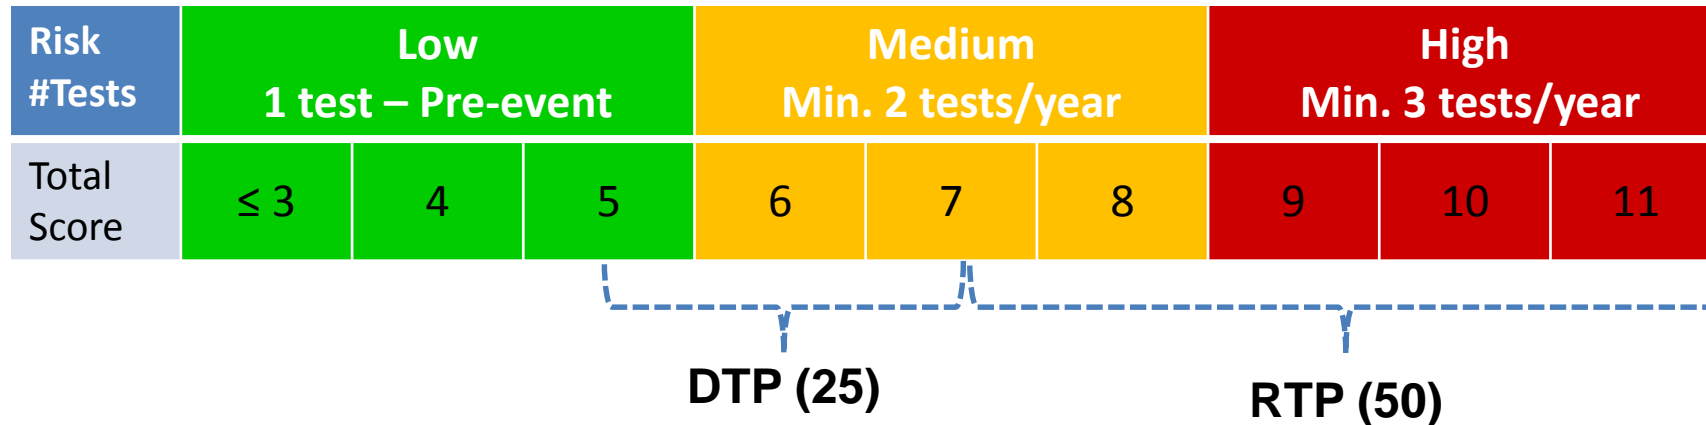 Risk
#Tests
Low
1 test – Pre-event
Medium
Min. 2 tests/year
High
Min. 3 tests/year
Total
Score
≤ 3
4
5
6
7
8
9
10
11
DTP (25)
RTP (50)